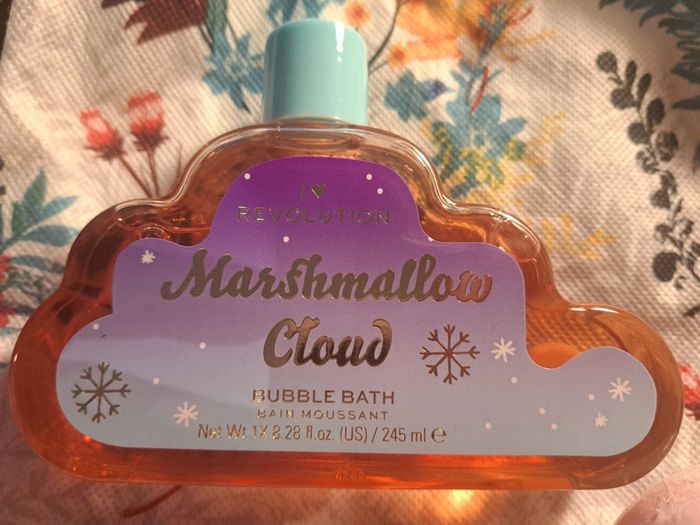 I ♥
REVOLUTION
Marshmallow
Cloud
BUBBLE BATH
BAIN MOUSSANT
Net Wt 1X 8.28 fl.oz. (US) / 245 ml ℮